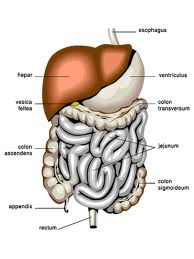 esophagus
hepar
ventriculus
vesica
fellea
colon
transversum
jejunum
colon
ascendens
colon
sigmoideum
appendix
rectum